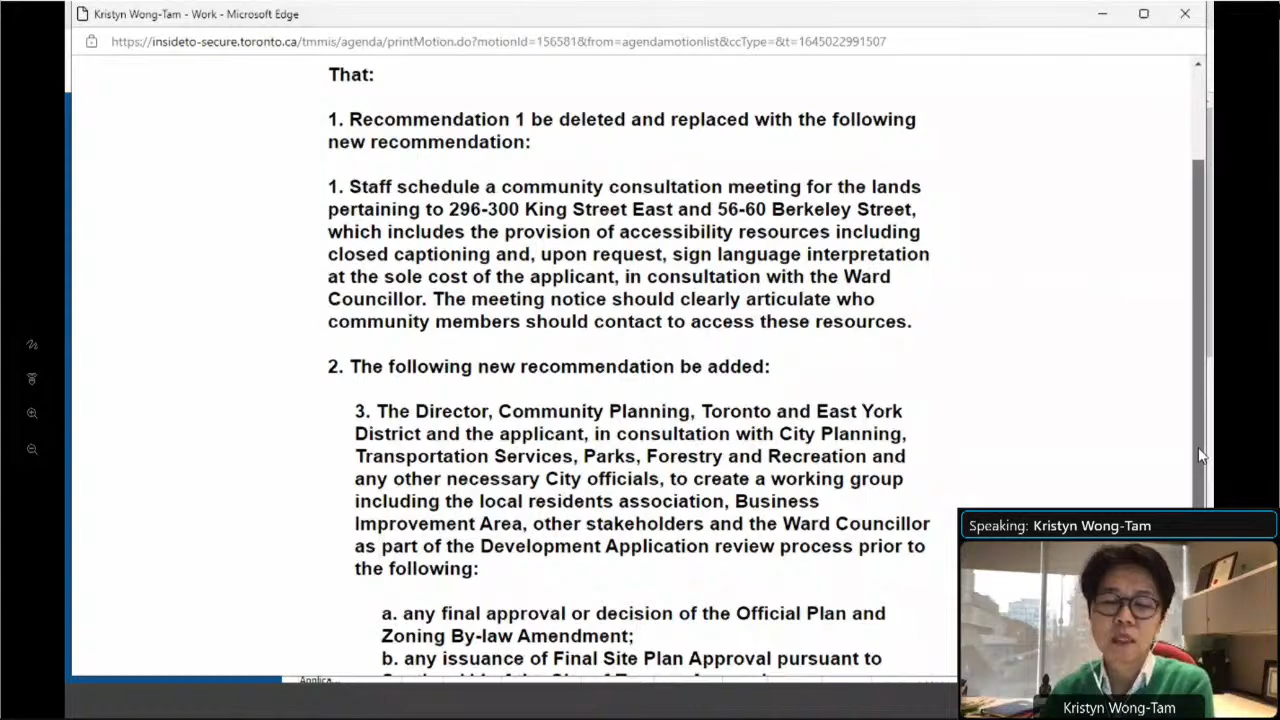 Kristyn Wong-Tam - Work - Microsoft Edge
https://insideto-secure.toronto.ca/tmmis/agenda/printMotion.do?motionId=156581&from=agendamotionlist&ccType=&t=1645022991507
That:
1. Recommendation 1 be deleted and replaced with the following
new recommendation:
1. Staff schedule a community consultation meeting for the lands
pertaining to 296-300 King Street East and 56-60 Berkeley Street,
which includes the provision of accessibility resources including
closed captioning and, upon request, sign language interpretation
at the sole cost of the applicant, in consultation with the Ward
Councillor. The meeting notice should clearly articulate who
community members should contact to access these resources.
2. The following new recommendation be added:
3. The Director, Community Planning, Toronto and East York
District and the applicant, in consultation with City Planning,
Transportation Services, Parks, Forestry and Recreation and
any other necessary City officials, to create a working group
including the local residents association, Business
Improvement Area, other stakeholders and the Ward Councillor
as part of the Development Application review process prior to
the following:
a. any final approval or decision of the Official Plan and
Zoning By-law Amendment;
b. any issuance of Final Site Plan Approval pursuant to
Applica...
Speaking: Kristyn Wong-Tam
Kristyn Wong-Tam